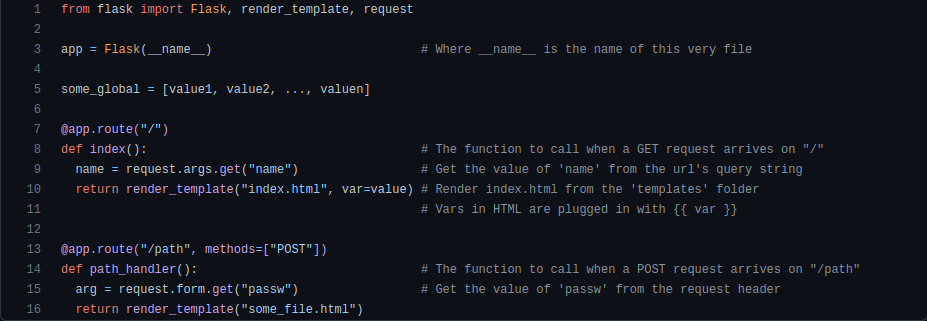 1 from flask import Flask, render_template, request
2
3 app = Flask(__name__) # Where __name__ is the name of this very file
4
5 some_global = [value1, value2, ..., valuen]
6
7 @app.route("/")
8 def index(): # The function to call when a GET request arrives on "/"
9 name = request.args.get("name") # Get the value of 'name' from the url's query string
10 return render_template("index.html", var=value) # Render index.html from the 'templates' folder
11 # Vars in HTML are plugged in with {{ var }}
12
13 @app.route("/path", methods=["POST"])
14 def path_handler(): # The function to call when a POST request arrives on "/path"
15 arg = request.form.get("passw") # Get the value of 'passw' from the request header
16 return render_template("some_file.html")